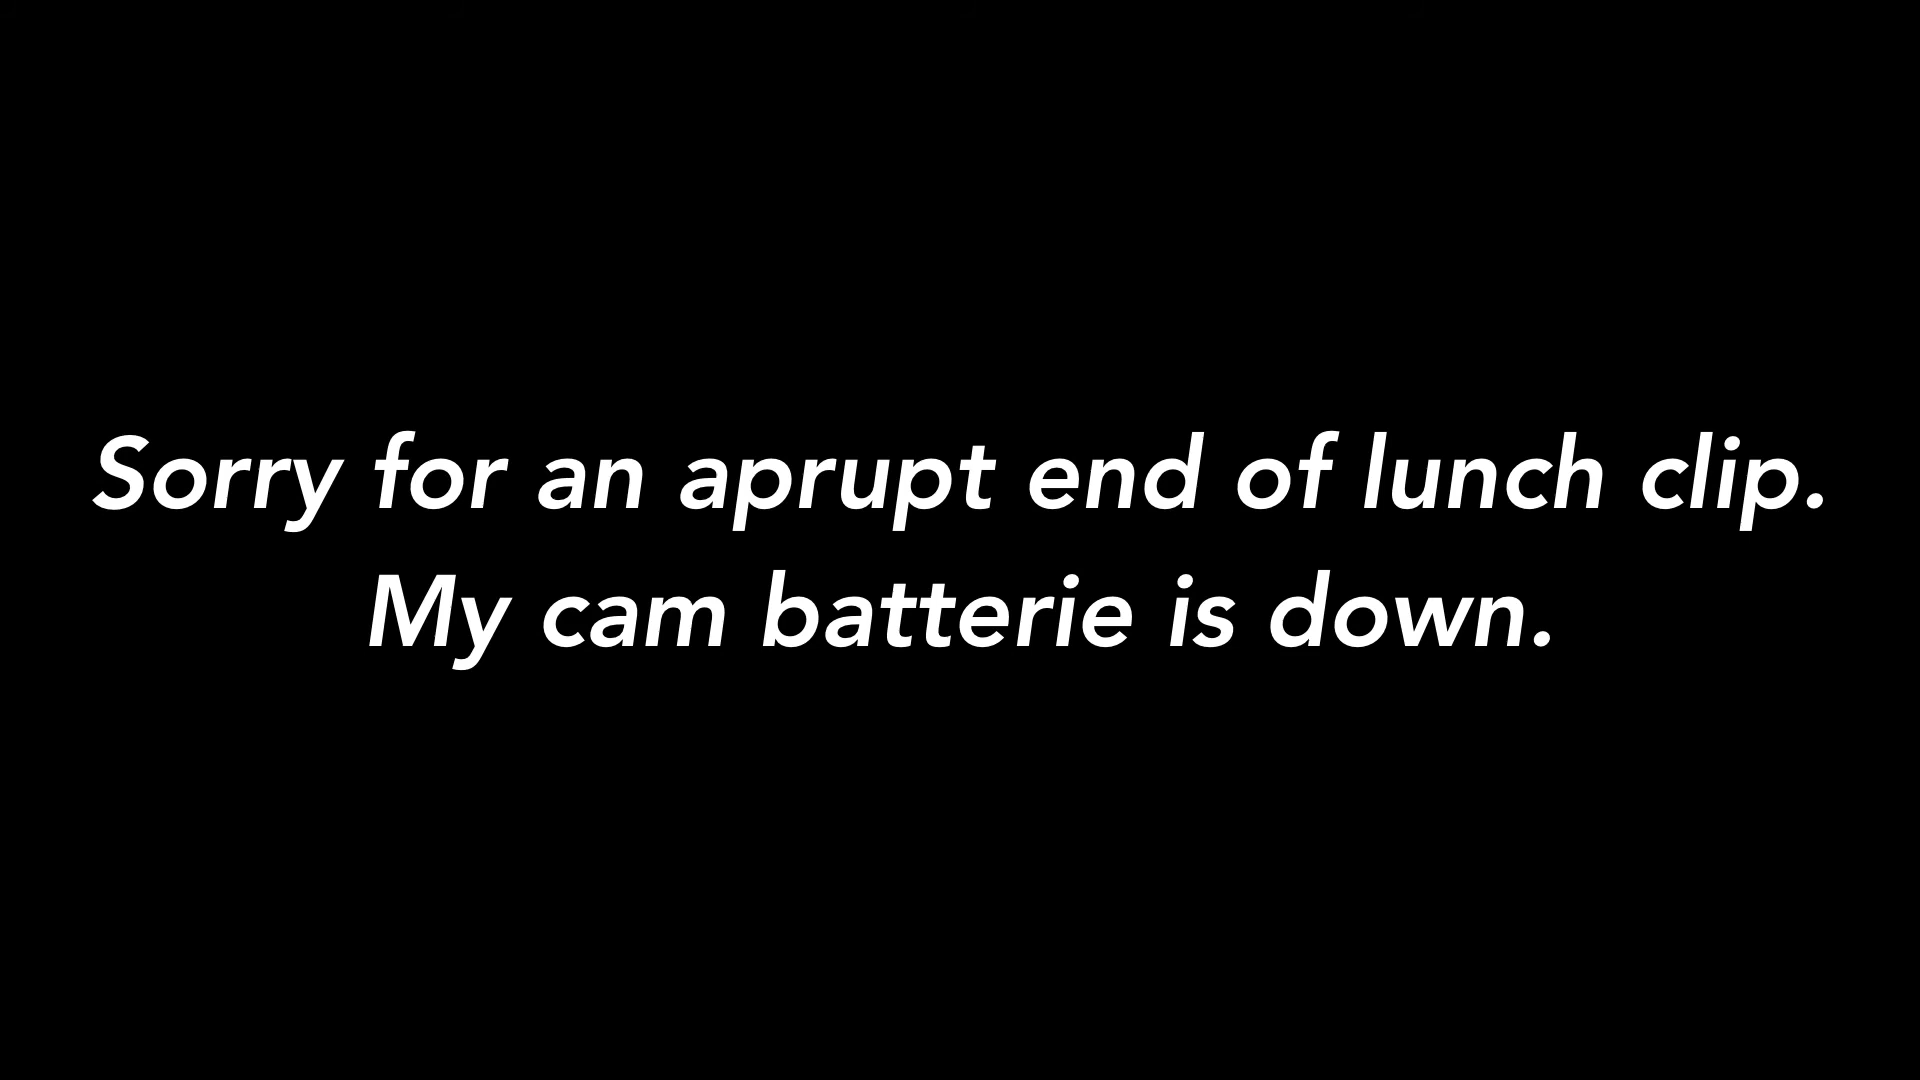 Sorry for an aprupt end of lunch clip.
My cam batterie is down.